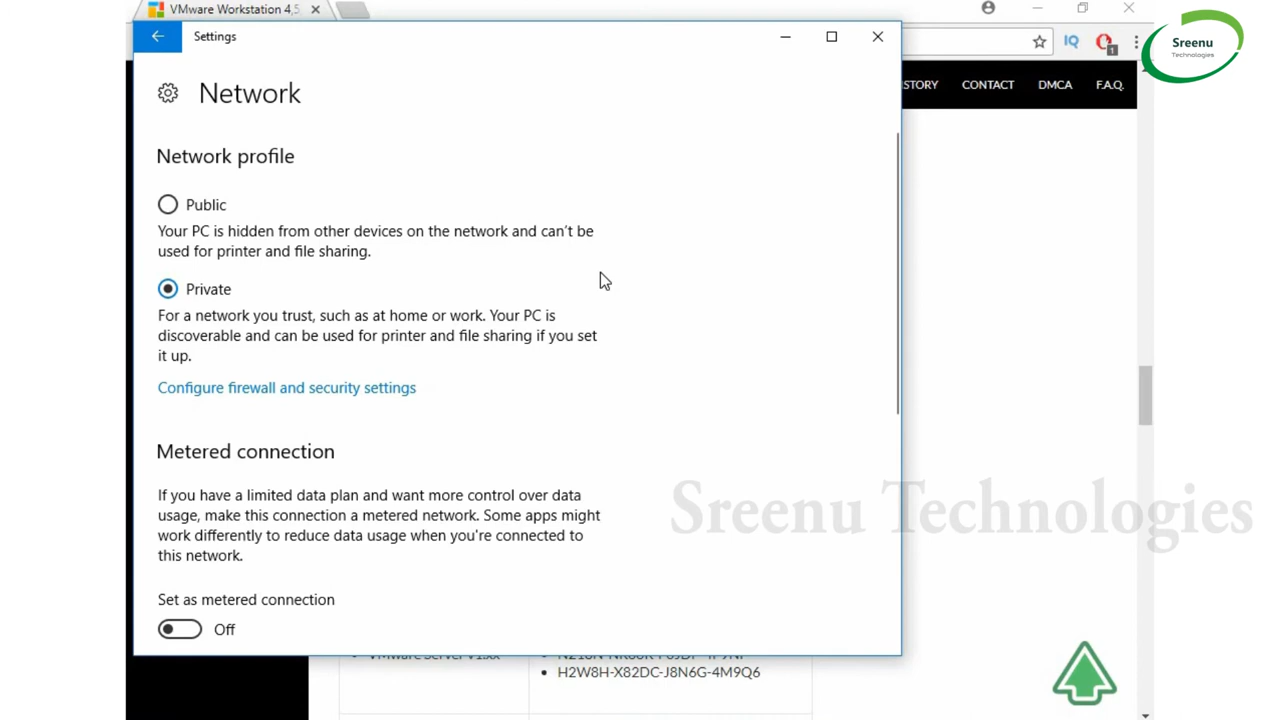 VMware Workstation 4,5
Settings
Sreenu
Technologies
IQ
1
STORY CONTACT DMCA F.A.Q.
Network
Network profile
Public
Your PC is hidden from other devices on the network and can't be
used for printer and file sharing.
Private
For a network you trust, such as at home or work. Your PC is
discoverable and can be used for printer and file sharing if you set
it up.
Configure firewall and security settings
Metered connection
If you have a limited data plan and want more control over data
usage, make this connection a metered network. Some apps might
work differently to reduce data usage when you're connected to
this network.
Sreenu Technologies
Set as metered connection
Off
H2W8H-X82DC-J8N6G-4M9Q6